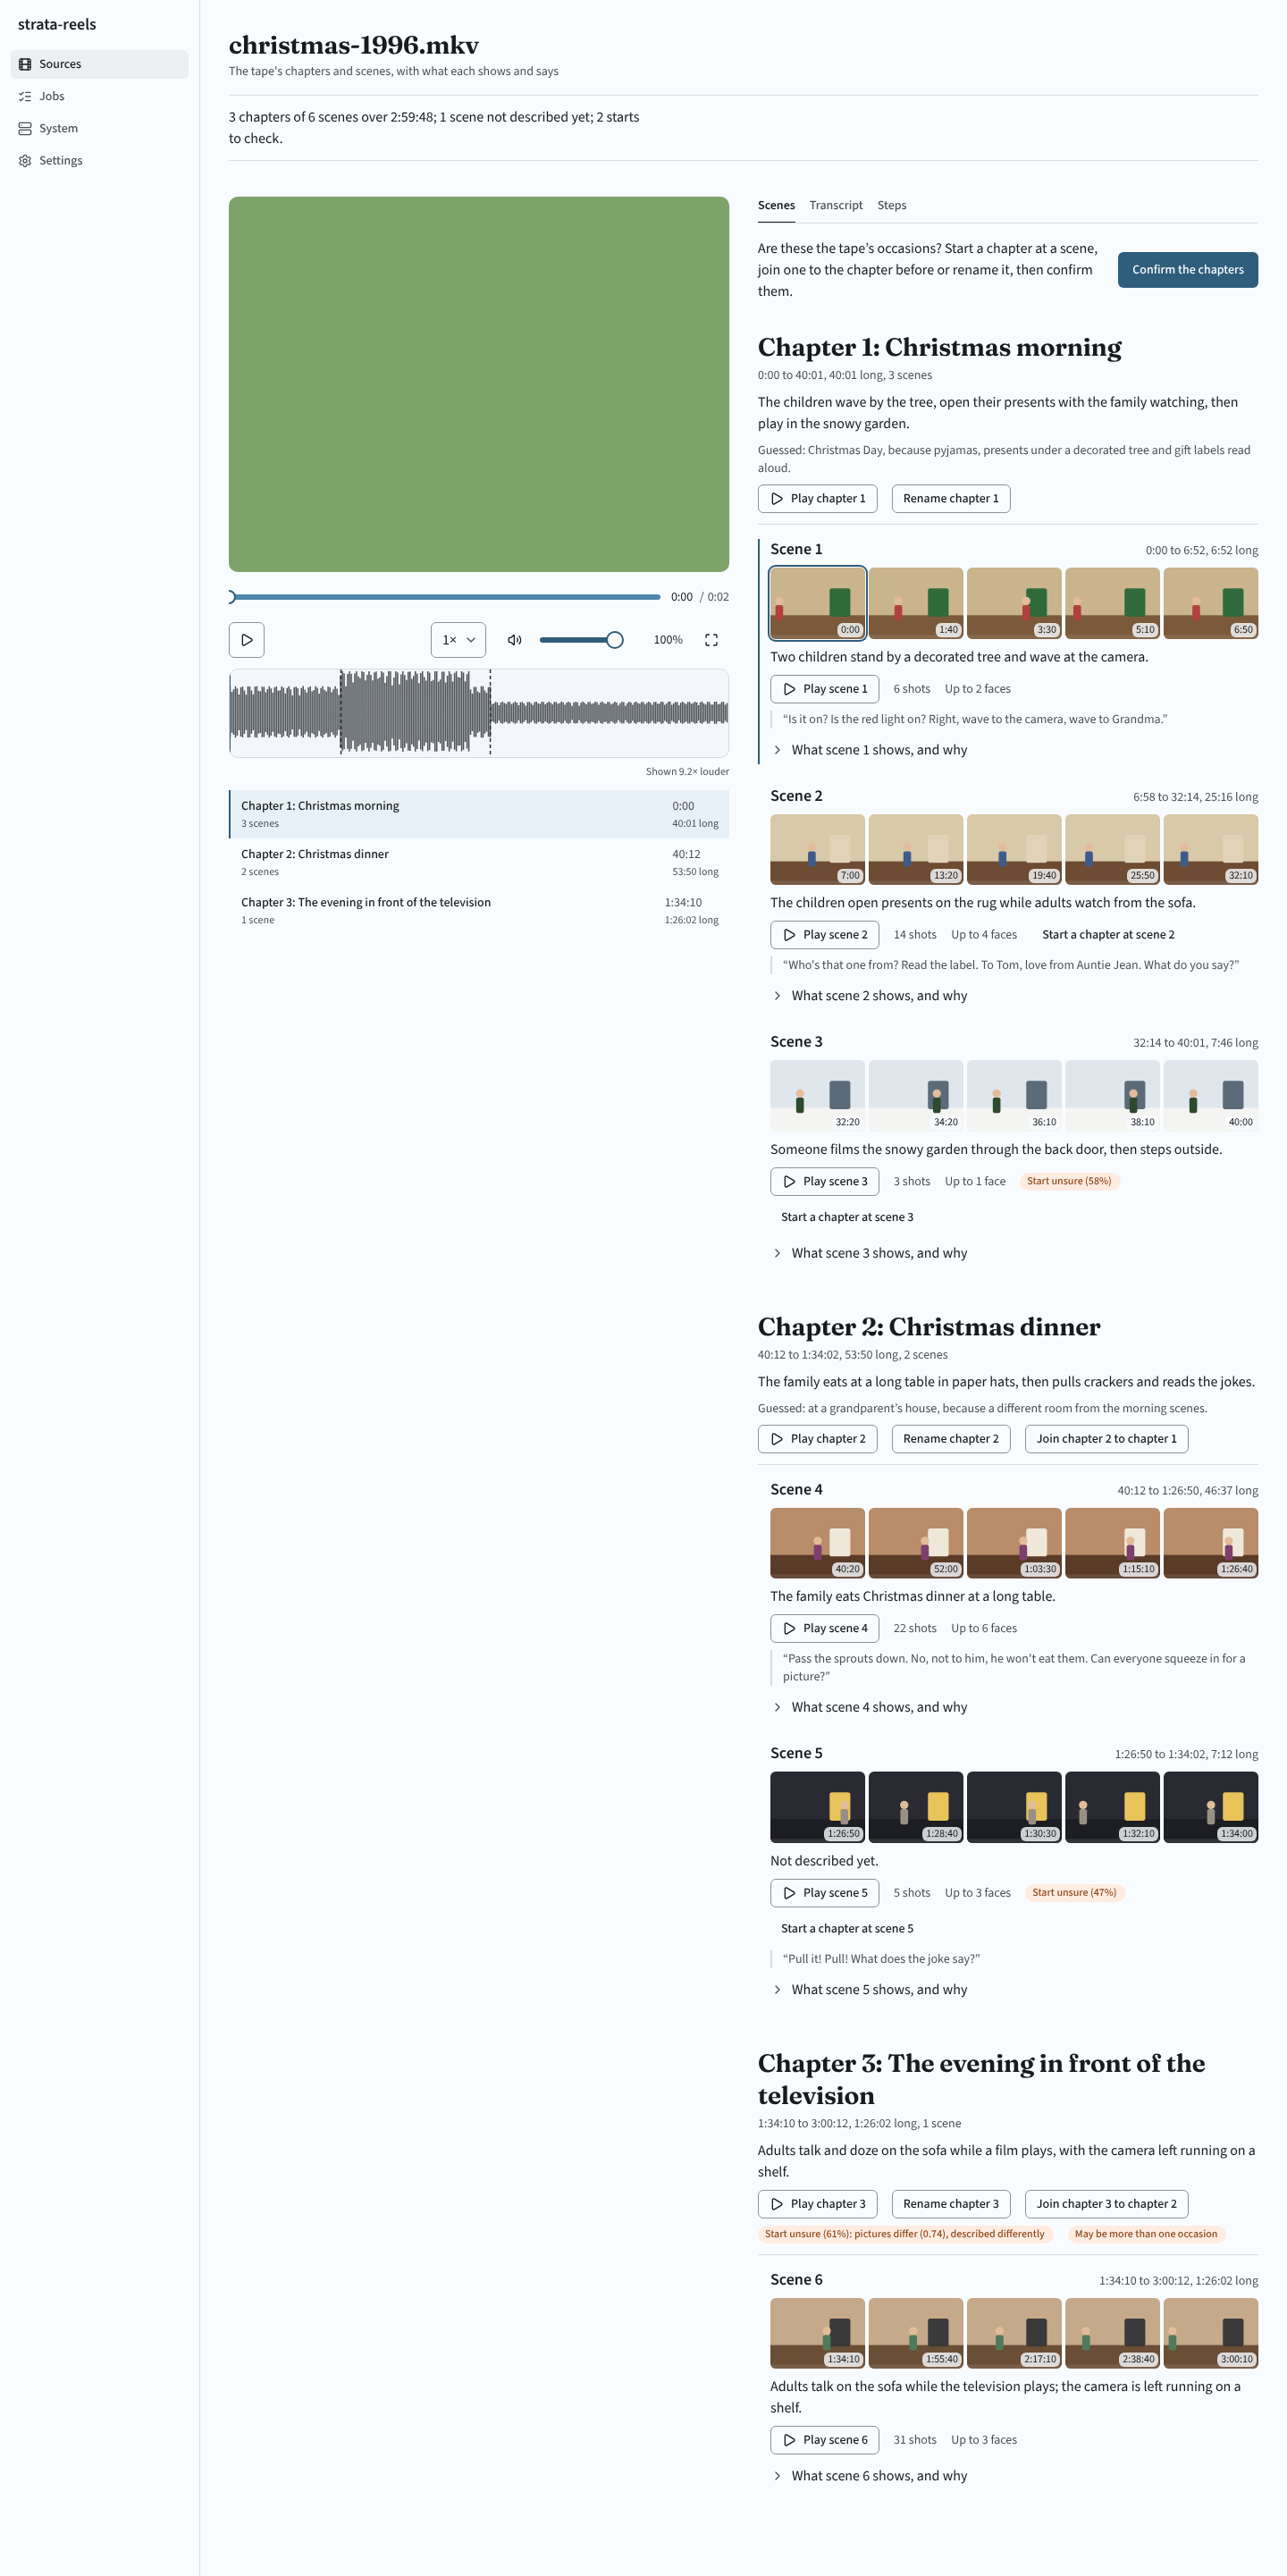 strata-reels
Sources
Jobs
System
Settings
christmas-1996.mkv
The tape's chapters and scenes, with what each shows and says
3 chapters of 6 scenes over 2:59:48; 1 scene not described yet; 2 starts
to check.
0:00 / 0:02
1×
100%
Shown 9.2× louder
Chapter 1: Christmas morning 0:00
3 scenes 40:01 long
Chapter 2: Christmas dinner 40:12
2 scenes 53:50 long
Chapter 3: The evening in front of the television 1:34:10
1 scene 1:26:02 long
Scenes Transcript Steps
Are these the tape’s occasions? Start a chapter at a scene,
join one to the chapter before or rename it, then confirm
them.
Confirm the chapters
Chapter 1: Christmas morning
0:00 to 40:01, 40:01 long, 3 scenes
The children wave by the tree, open their presents with the family watching, then
play in the snowy garden.
Guessed: Christmas Day, because pyjamas, presents under a decorated tree and gift labels read
aloud.
Play chapter 1 Rename chapter 1
Scene 1 0:00 to 6:52, 6:52 long
0:00 1:40 3:30 5:10 6:50
Two children stand by a decorated tree and wave at the camera.
Play scene 1 6 shots Up to 2 faces
“Is it on? Is the red light on? Right, wave to the camera, wave to Grandma.”
What scene 1 shows, and why
Scene 2 6:58 to 32:14, 25:16 long
7:00 13:20 19:40 25:50 32:10
The children open presents on the rug while adults watch from the sofa.
Play scene 2 14 shots Up to 4 faces Start a chapter at scene 2
“Who's that one from? Read the label. To Tom, love from Auntie Jean. What do you say?”
What scene 2 shows, and why
Scene 3 32:14 to 40:01, 7:46 long
32:20 34:20 36:10 38:10 40:00
Someone films the snowy garden through the back door, then steps outside.
Play scene 3 3 shots Up to 1 face Start unsure (58%)
Start a chapter at scene 3
What scene 3 shows, and why
Chapter 2: Christmas dinner
40:12 to 1:34:02, 53:50 long, 2 scenes
The family eats at a long table in paper hats, then pulls crackers and reads the jokes.
Guessed: at a grandparent’s house, because a different room from the morning scenes.
Play chapter 2 Rename chapter 2 Join chapter 2 to chapter 1
Scene 4 40:12 to 1:26:50, 46:37 long
40:20 52:00 1:03:30 1:15:10 1:26:40
The family eats Christmas dinner at a long table.
Play scene 4 22 shots Up to 6 faces
“Pass the sprouts down. No, not to him, he won't eat them. Can everyone squeeze in for a
picture?”
What scene 4 shows, and why
Scene 5 1:26:50 to 1:34:02, 7:12 long
1:26:50 1:28:40 1:30:30 1:32:10 1:34:00
Not described yet.
Play scene 5 5 shots Up to 3 faces Start unsure (47%)
Start a chapter at scene 5
“Pull it! Pull! What does the joke say?”
What scene 5 shows, and why
Chapter 3: The evening in front of the
television
1:34:10 to 3:00:12, 1:26:02 long, 1 scene
Adults talk and doze on the sofa while a film plays, with the camera left running on a
shelf.
Play chapter 3 Rename chapter 3 Join chapter 3 to chapter 2
Start unsure (61%): pictures differ (0.74), described differently May be more than one occasion
Scene 6 1:34:10 to 3:00:12, 1:26:02 long
1:34:10 1:55:40 2:17:10 2:38:40 3:00:10
Adults talk on the sofa while the television plays; the camera is left running on a
shelf.
Play scene 6 31 shots Up to 3 faces
What scene 6 shows, and why